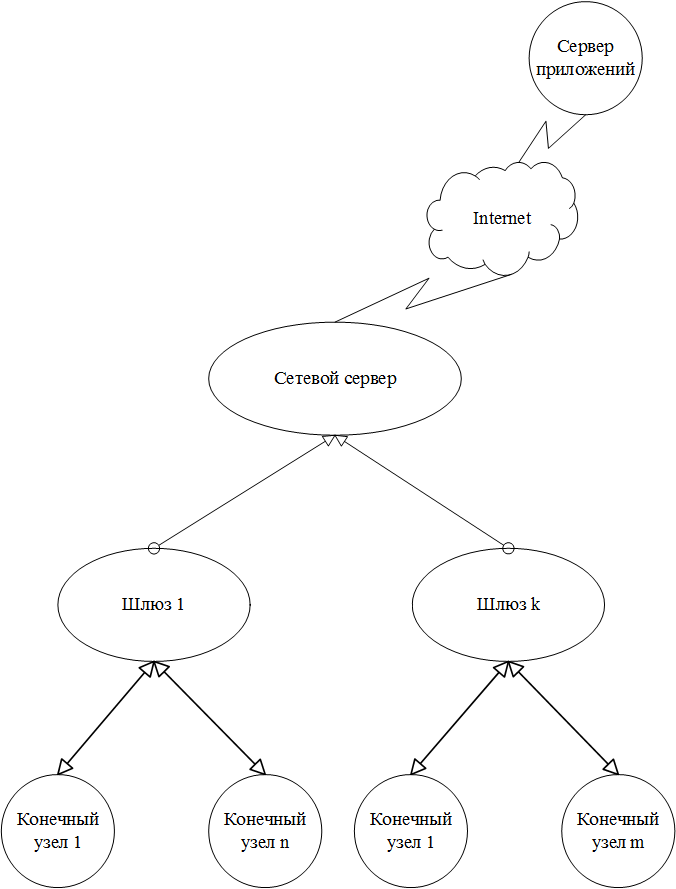 Сервер
приложений
Internet
Сетевой сервер
Шлюз 1
Шлюз k
Конечный
узел 1
Конечный
узел n
Конечный
узел 1
Конечный
узел m